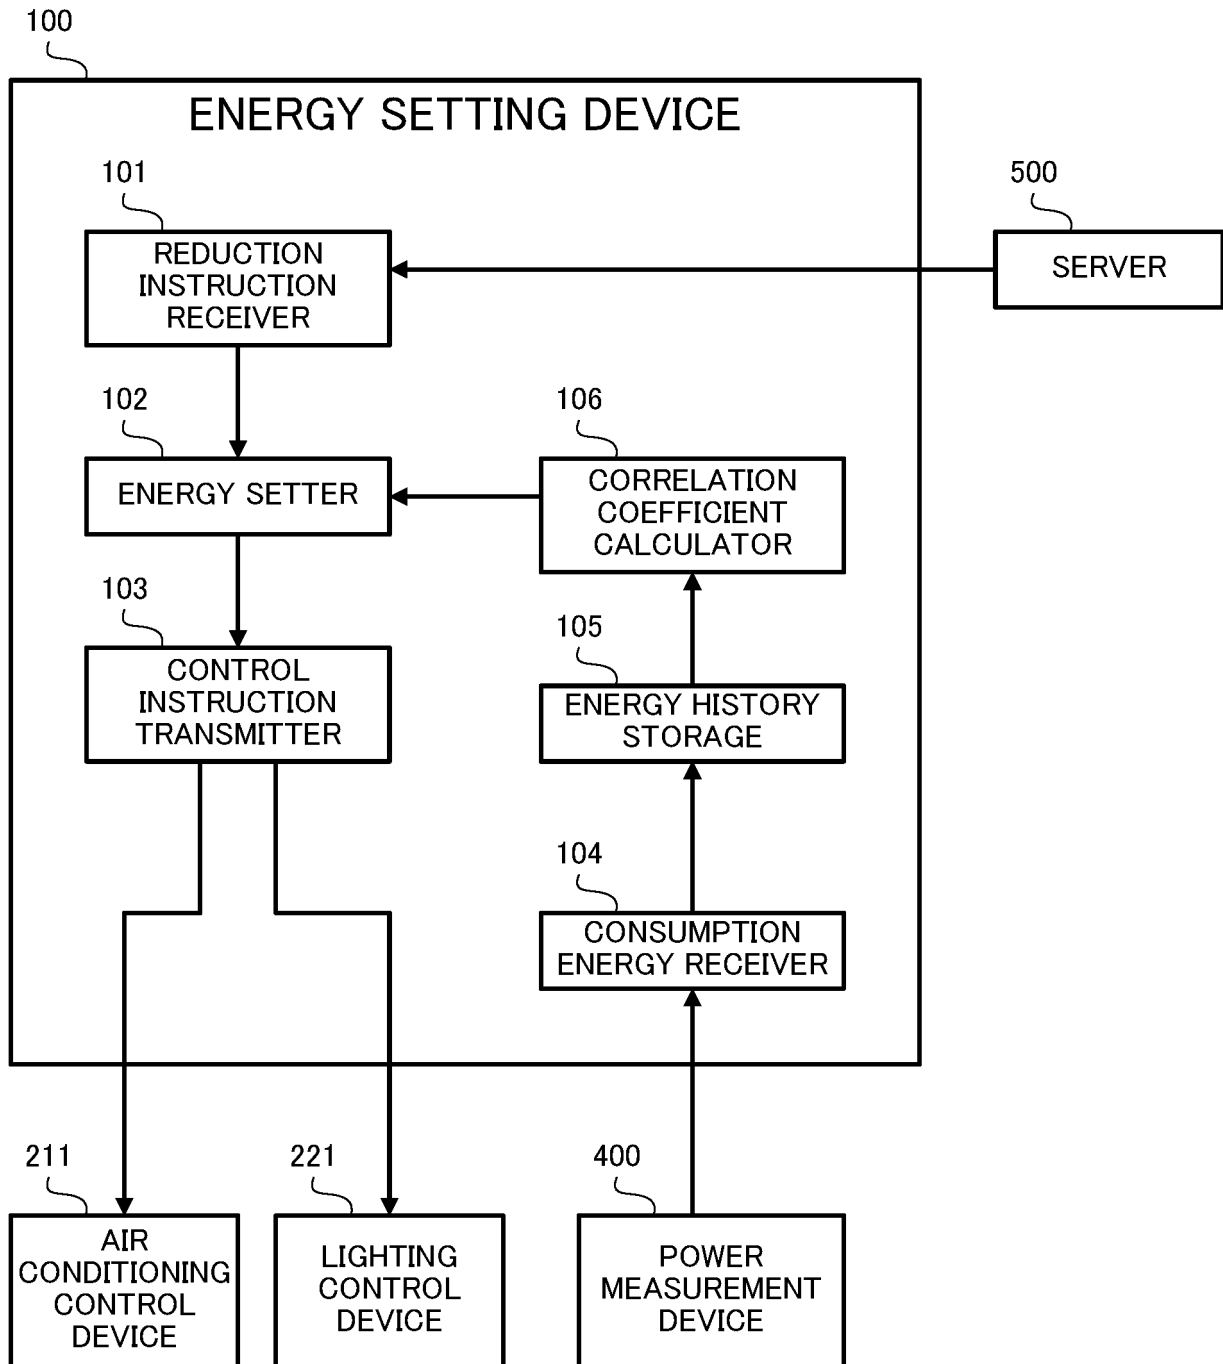 100
ENERGY SETTING DEVICE
101
REDUCTION
INSTRUCTION
RECEIVER
500
SERVER
102
ENERGY SETTER
106
CORRELATION
COEFFICIENT
CALCULATOR
103
CONTROL
INSTRUCTION
TRANSMITTER
105
ENERGY HISTORY
STORAGE
104
CONSUMPTION
ENERGY RECEIVER
211
AIR
CONDITIONING
CONTROL
DEVICE
221
LIGHTING
CONTROL
DEVICE
400
POWER
MEASUREMENT
DEVICE